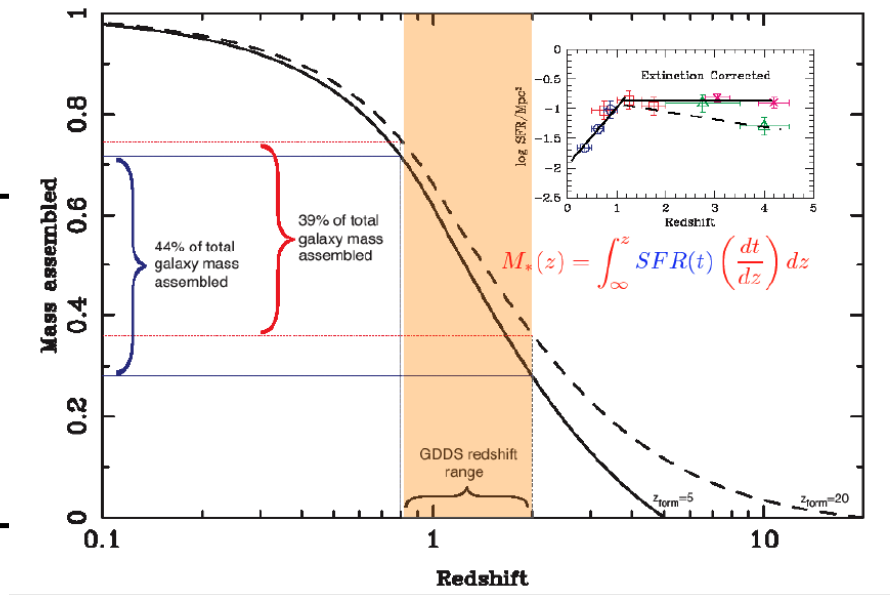 1
0.8
0.6
0.4
0.2
0
Mass assembled
0.1
1
10
Redshift
44% of total
galaxy mass
assembled
39% of total
galaxy mass
assembled
GDDS redshift
range
z_form=5
z_form=20
0
-0.5
-1
-1.5
-2
-2.5
log SFR/Mpc³
Extinction Corrected
0 1 2 3 4 5
Redshift
M_*(z) = ∫_∞^z SFR(t) (dt/dz) dz